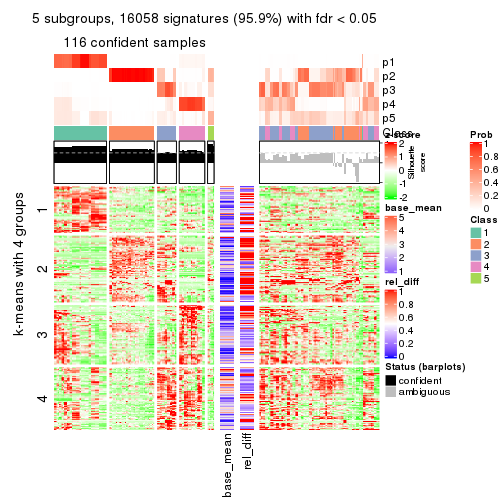 5 subgroups, 16058 signatures (95.9%) with fdr < 0.05
116 confident samples
p1
p2
p3
p4
p5
Class
Silhouette
score
k-means with 4 groups
1
2
3
4
base_mean
rel_diff
z-score
2
1
0
-1
-2
base_mean
5
4
3
2
1
rel_diff
1
0.8
0.6
0.4
0.2
0
Status (barplots)
confident
ambiguous
Prob
1
0.8
0.6
0.4
0.2
0
Class
1
2
3
4
5